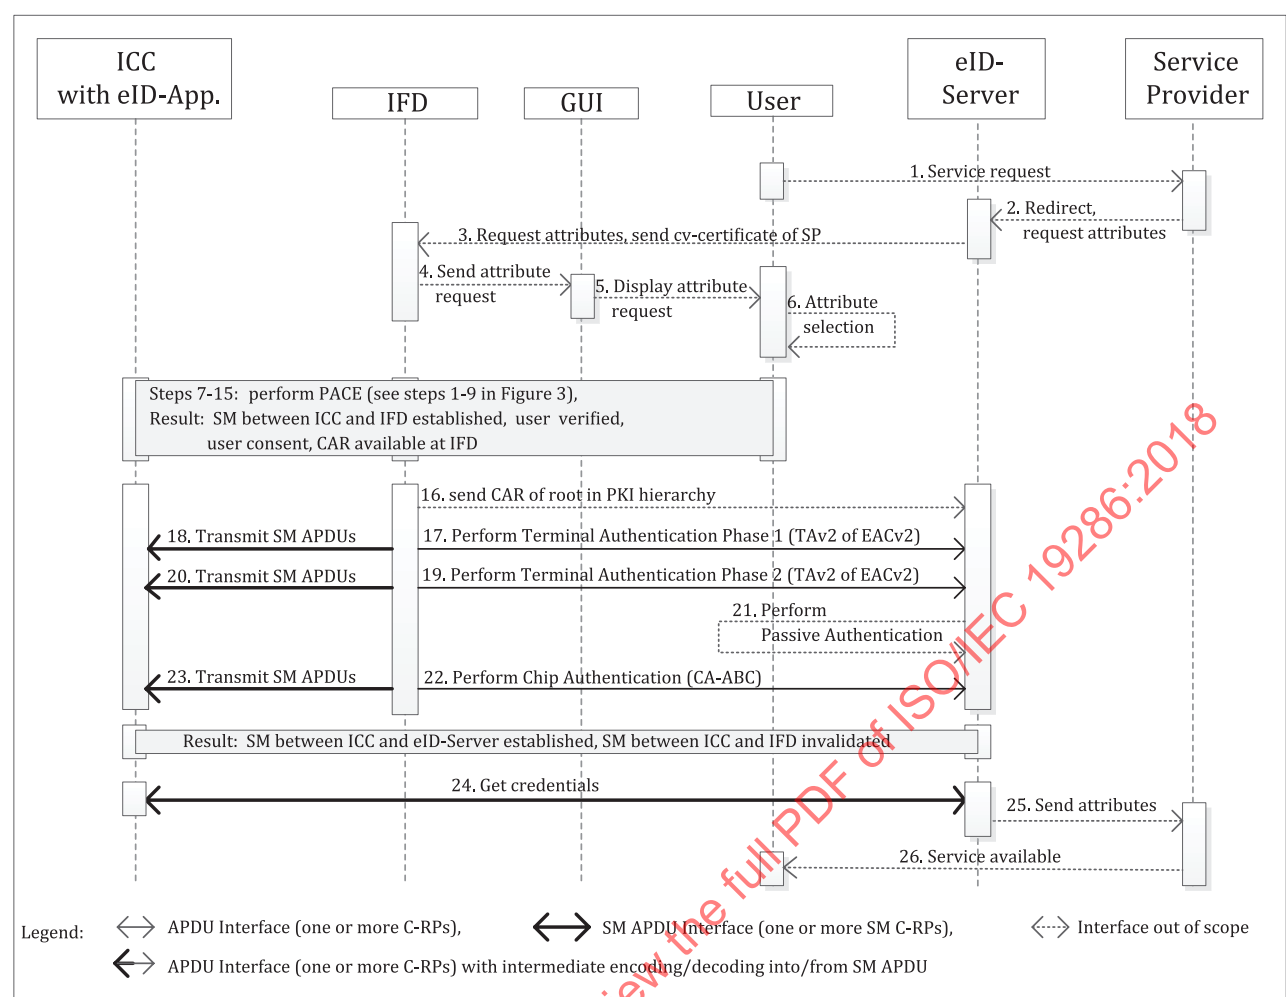 ICC
with eID-App.
IFD
GUI
User
eID-
Server
Service
Provider
1. Service request
2. Redirect,
request attributes
3. Request attributes, send cv-certificate of SP
4. Send attribute
request
5. Display attribute
request
6. Attribute
selection
Steps 7-15: perform PACE (see steps 1-9 in Figure 3),
Result: SM between ICC and IFD established, user verified,
user consent, CAR available at IFD
16. send CAR of root in PKI hierarchy
18. Transmit SM APDUs
17. Perform Terminal Authentication Phase 1 (TAv2 of EACv2)
20. Transmit SM APDUs
19. Perform Terminal Authentication Phase 2 (TAv2 of EACv2)
21. Perform
Passive Authentication
23. Transmit SM APDUs
22. Perform Chip Authentication (CA-ABC)
Result: SM between ICC and eID-Server established, SM between ICC and IFD invalidated
24. Get credentials
25. Send attributes
26. Service available
Legend:
APDU Interface (one or more C-RPs),
SM APDU Interface (one or more SM C-RPs),
Interface out of scope
APDU Interface (one or more C-RPs) with intermediate encoding/decoding into/from SM APDU
view the full PDF of ISO/IEC 19286:2018